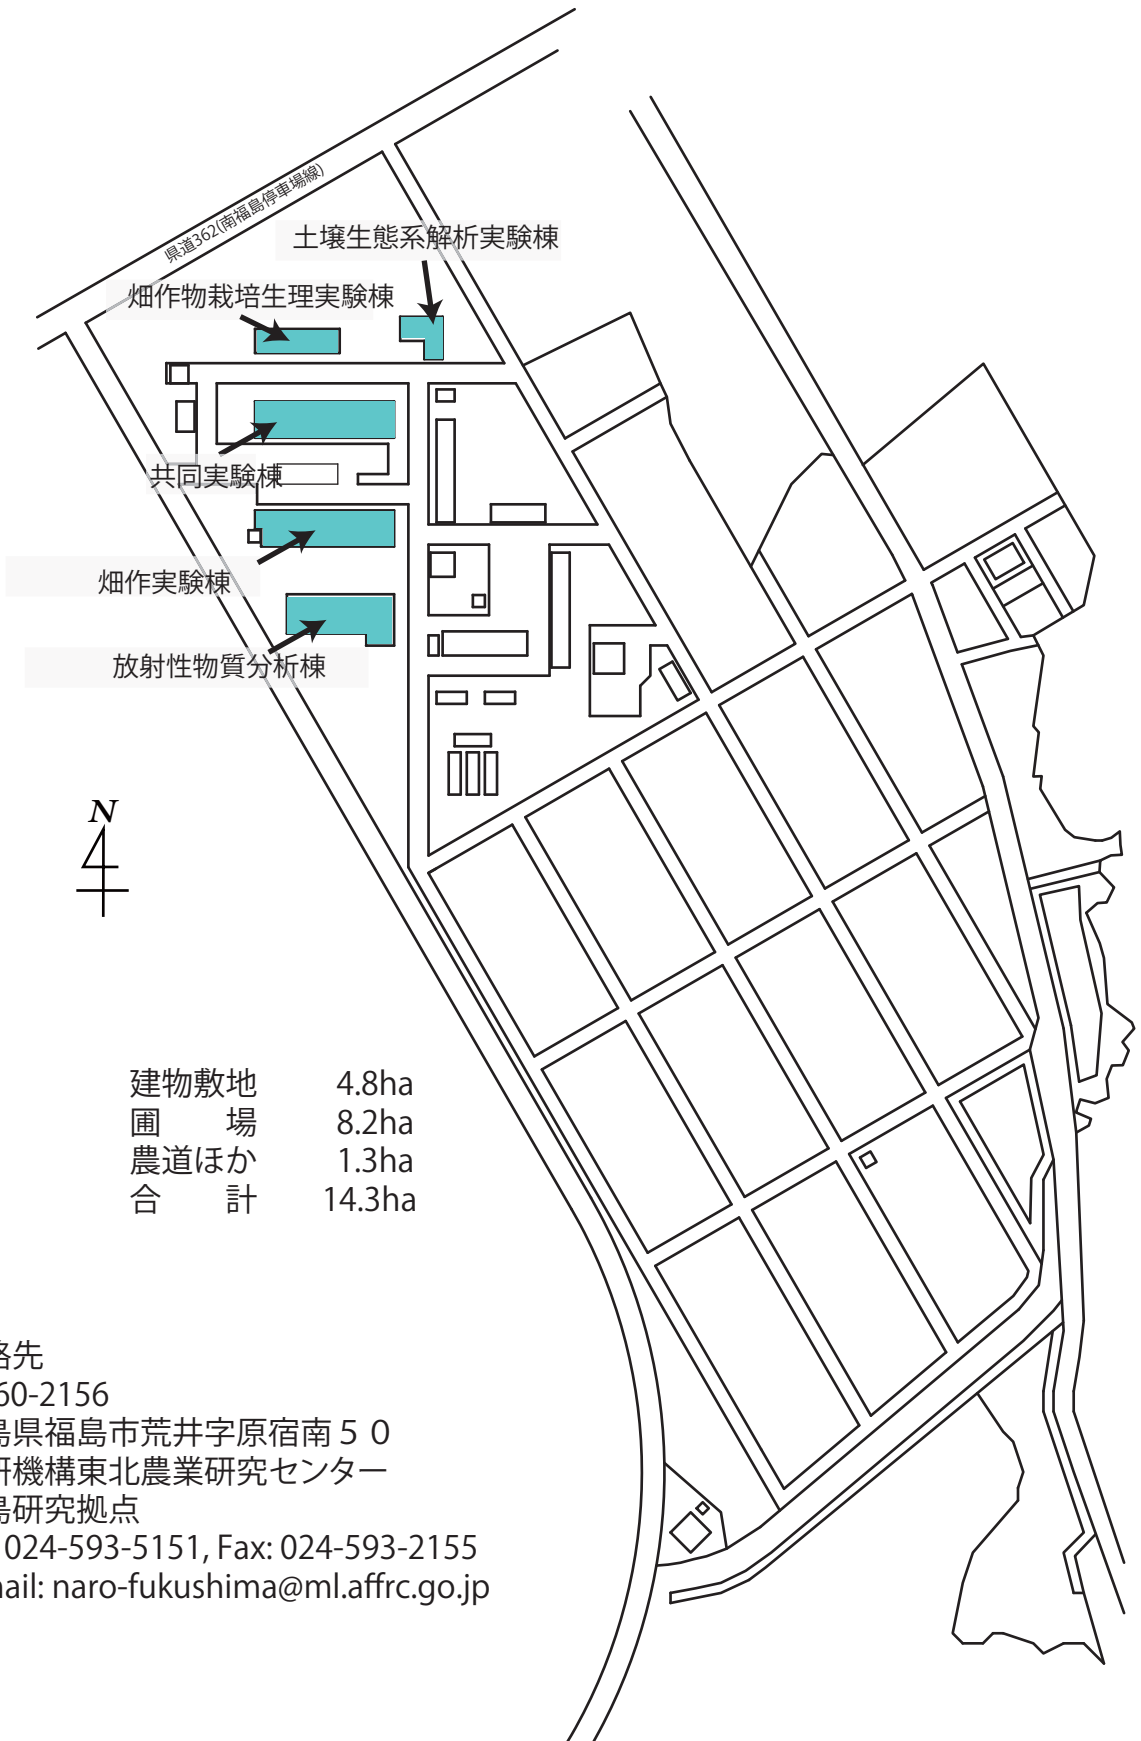 県道362(南福島停車場線)
土壌生態系解析実験棟
畑作物栽培生理実験棟
共同実験棟
畑作実験棟
放射性物質分析棟
N
建物敷地 4.8ha
圃 場 8.2ha
農道ほか 1.3ha
合 計 14.3ha
絡先
60-2156
島県福島市荒井字原宿南５０
研機構東北農業研究センター
島研究拠点
024-593-5151, Fax: 024-593-2155
ail: naro-fukushima@ml.affrc.go.jp